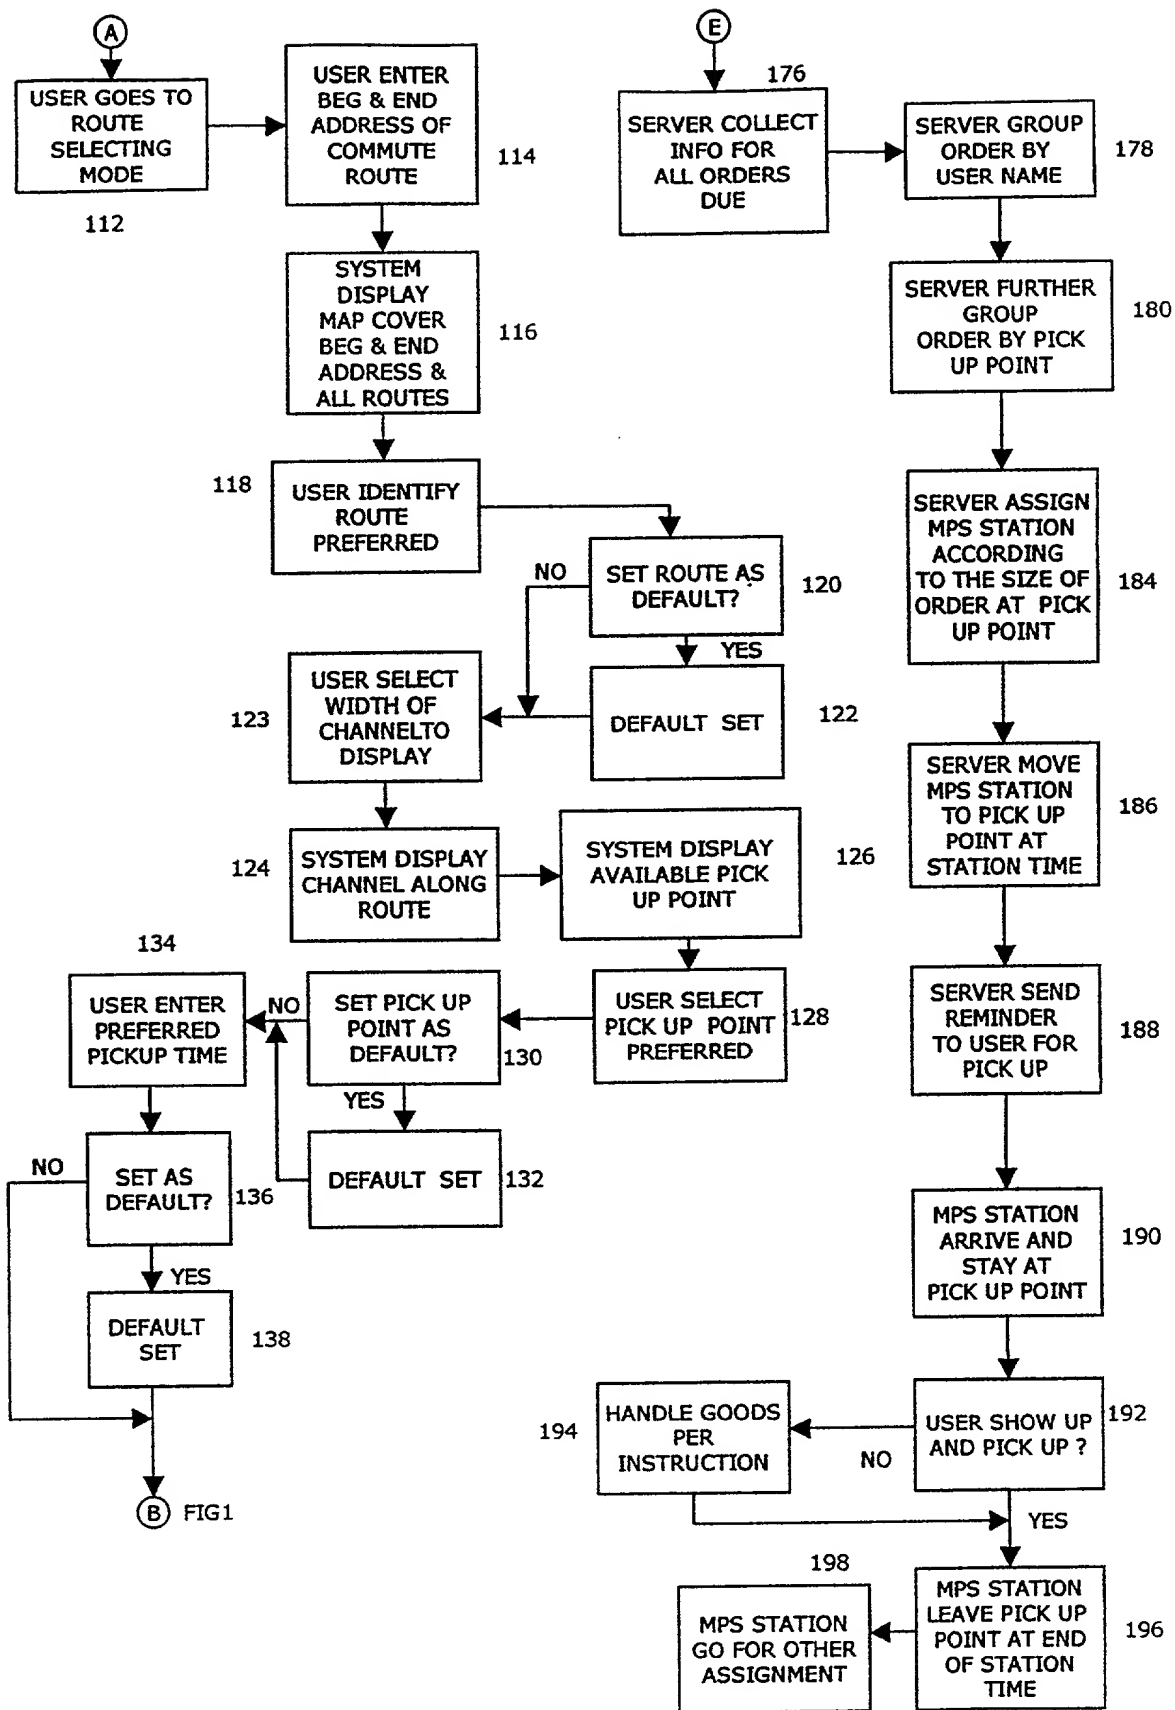 A
USER GOES TO
ROUTE
SELECTING
MODE
112
USER ENTER
BEG & END
ADDRESS OF
COMMUTE
ROUTE
114
SYSTEM
DISPLAY
MAP COVER
BEG & END
ADDRESS &
ALL ROUTES
116
118
USER IDENTIFY
ROUTE
PREFERRED
SET ROUTE AS
DEFAULT?
120
NO
YES
DEFAULT SET
122
123
USER SELECT
WIDTH OF
CHANNELTO
DISPLAY
124
SYSTEM DISPLAY
CHANNEL ALONG
ROUTE
SYSTEM DISPLAY
AVAILABLE PICK
UP POINT
126
USER SELECT
PICK UP POINT
PREFERRED
128
SET PICK UP
POINT AS
DEFAULT?
130
NO
YES
DEFAULT SET
132
134
USER ENTER
PREFERRED
PICKUP TIME
SET AS
DEFAULT?
136
NO
YES
DEFAULT
SET
138
B
FIG1
E
176
SERVER COLLECT
INFO FOR
ALL ORDERS
DUE
SERVER GROUP
ORDER BY
USER NAME
178
SERVER FURTHER
GROUP
ORDER BY PICK
UP POINT
180
SERVER ASSIGN
MPS STATION
ACCORDING
TO THE SIZE OF
ORDER AT PICK
UP POINT
184
SERVER MOVE
MPS STATION
TO PICK UP
POINT AT
STATION TIME
186
SERVER SEND
REMINDER
TO USER FOR
PICK UP
188
MPS STATION
ARRIVE AND
STAY AT
PICK UP POINT
190
USER SHOW UP
AND PICK UP ?
192
NO
YES
194
HANDLE GOODS
PER
INSTRUCTION
MPS STATION
LEAVE PICK UP
POINT AT END
OF STATION
TIME
196
198
MPS STATION
GO FOR OTHER
ASSIGNMENT